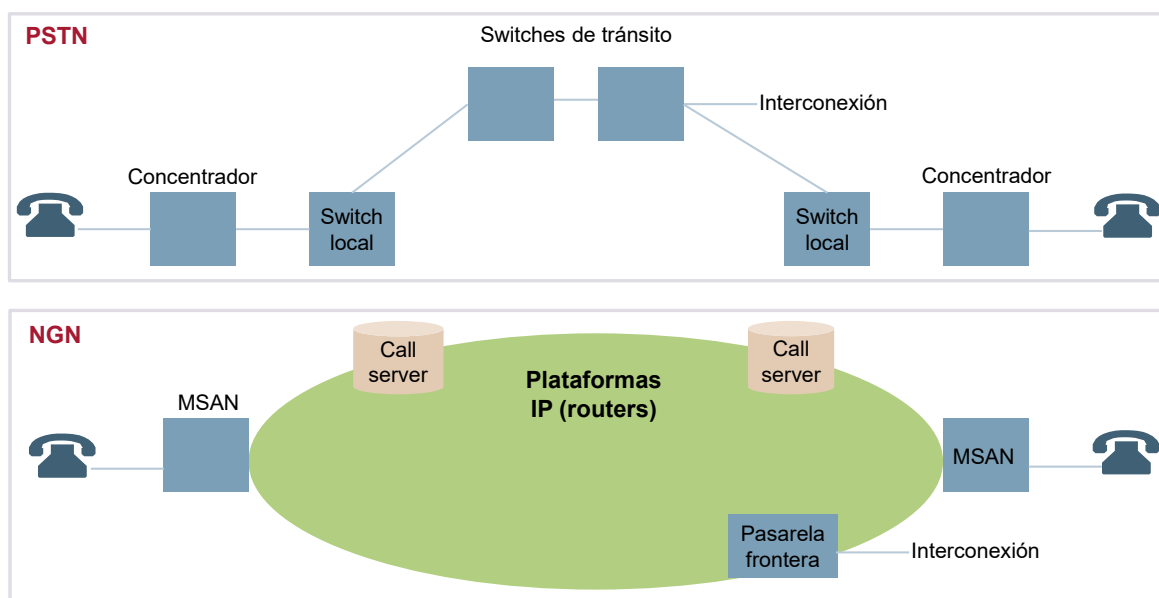 PSTN
Switches de tránsito
Interconexión
Concentrador
Concentrador
Switch
local
Switch
local
NGN
Call
server
Call
server
Plataformas
IP (routers)
MSAN
MSAN
Pasarela
frontera
Interconexión